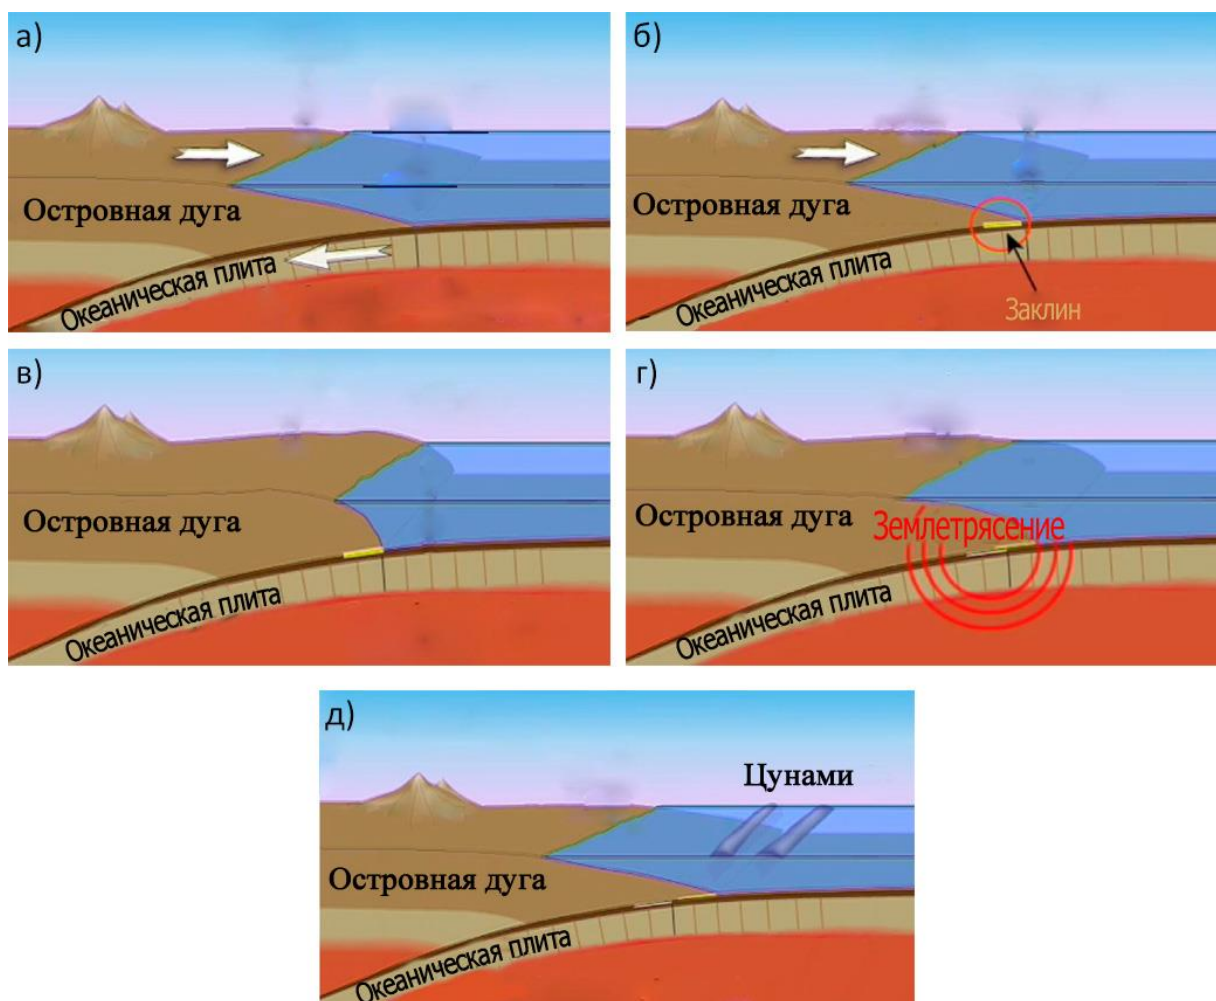 а)
Островная дуга
Океаническая плита
б)
Островная дуга
Океаническая плита
Заклин
в)
Островная дуга
Океаническая плита
г)
Островная дуга
Землетрясение
Океаническая плита
д)
Цунами
Островная дуга
Океаническая плита